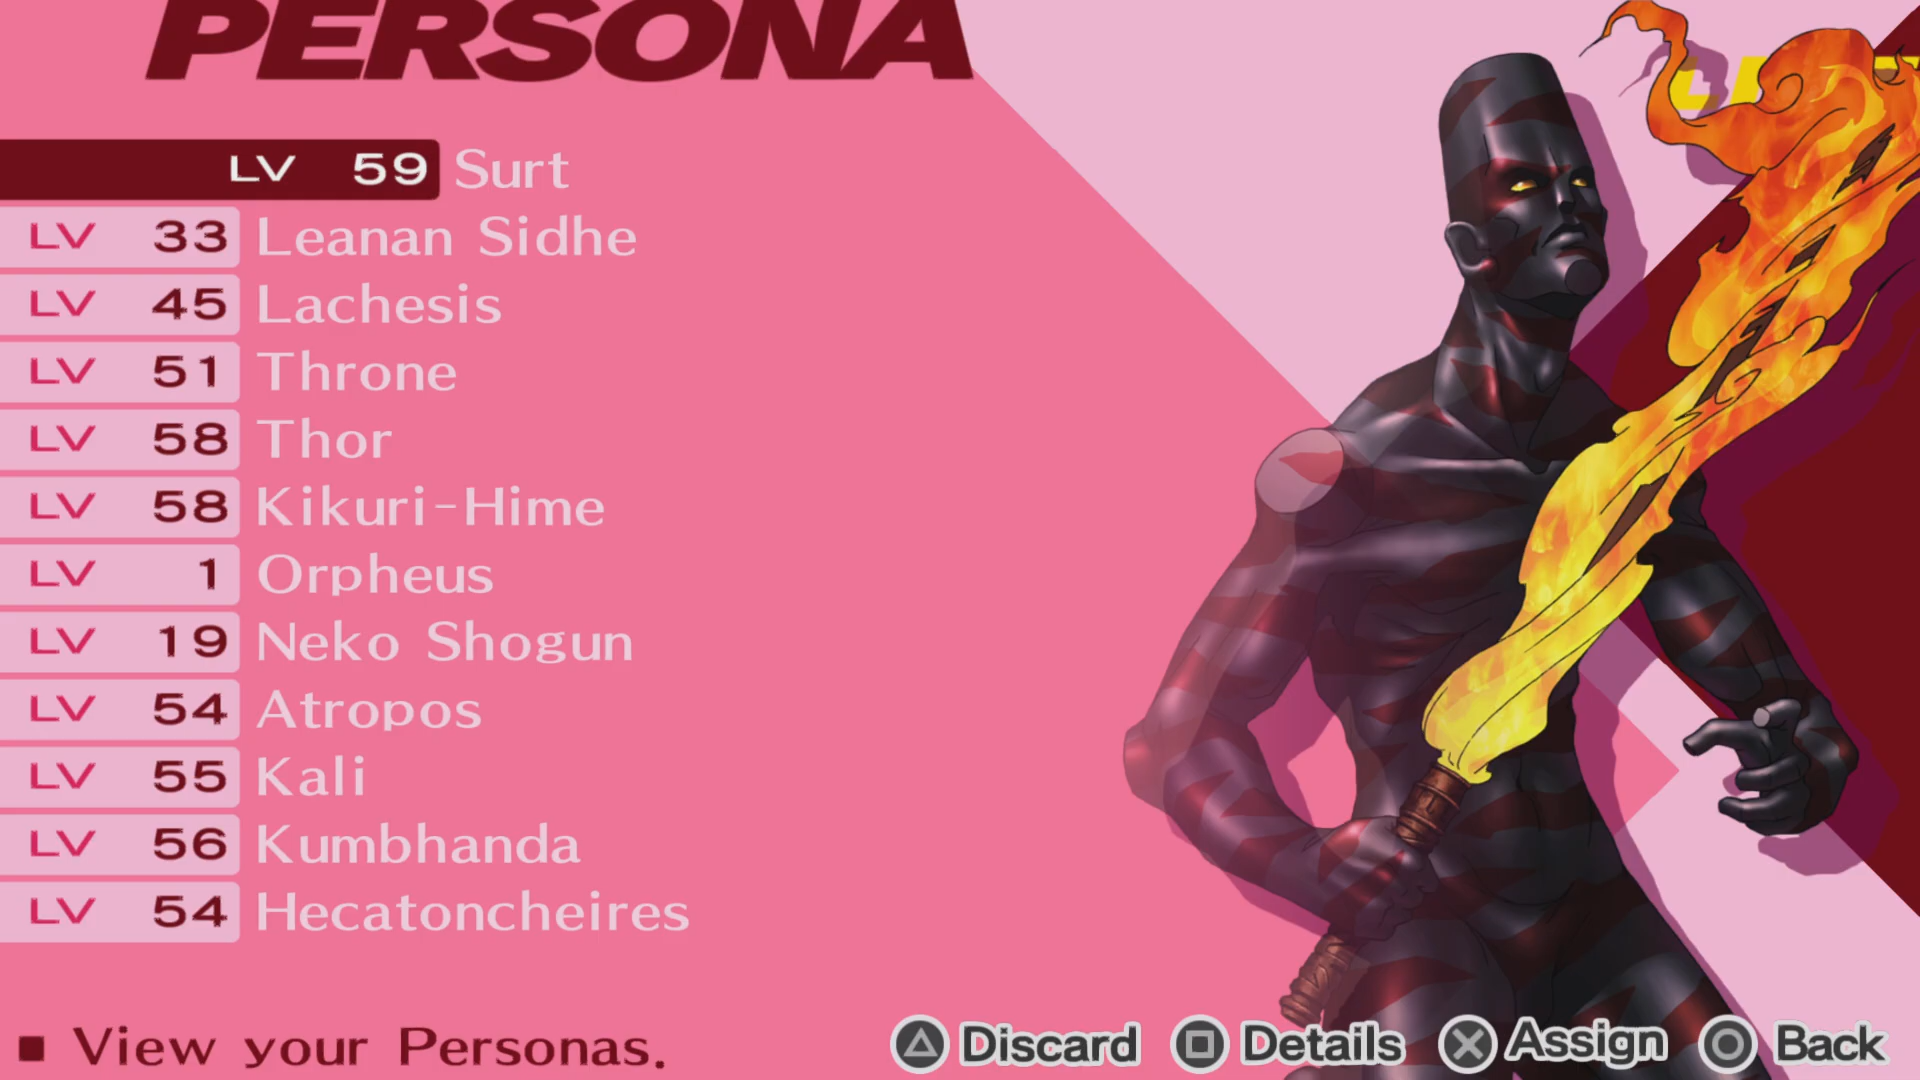 PERSONA
LV 59 Surt
LV 33 Leanan Sidhe
LV 45 Lachesis
LV 51 Throne
LV 58 Thor
LV 58 Kikuri-Hime
LV 1 Orpheus
LV 19 Neko Shogun
LV 54 Atropos
LV 55 Kali
LV 56 Kumbhanda
LV 54 Hecatoncheires
View your Personas.
Discard Details Assign Back